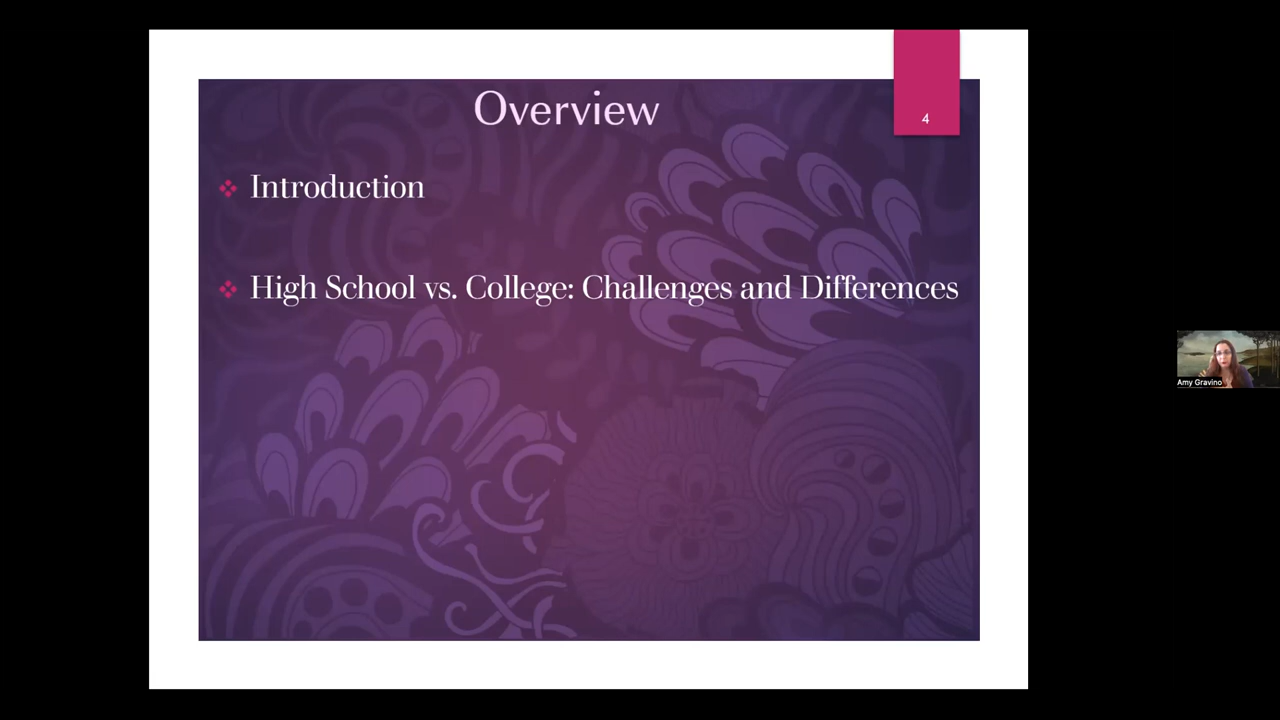 Overview
4
Introduction
High School vs. College: Challenges and Differences
Amy Gravino